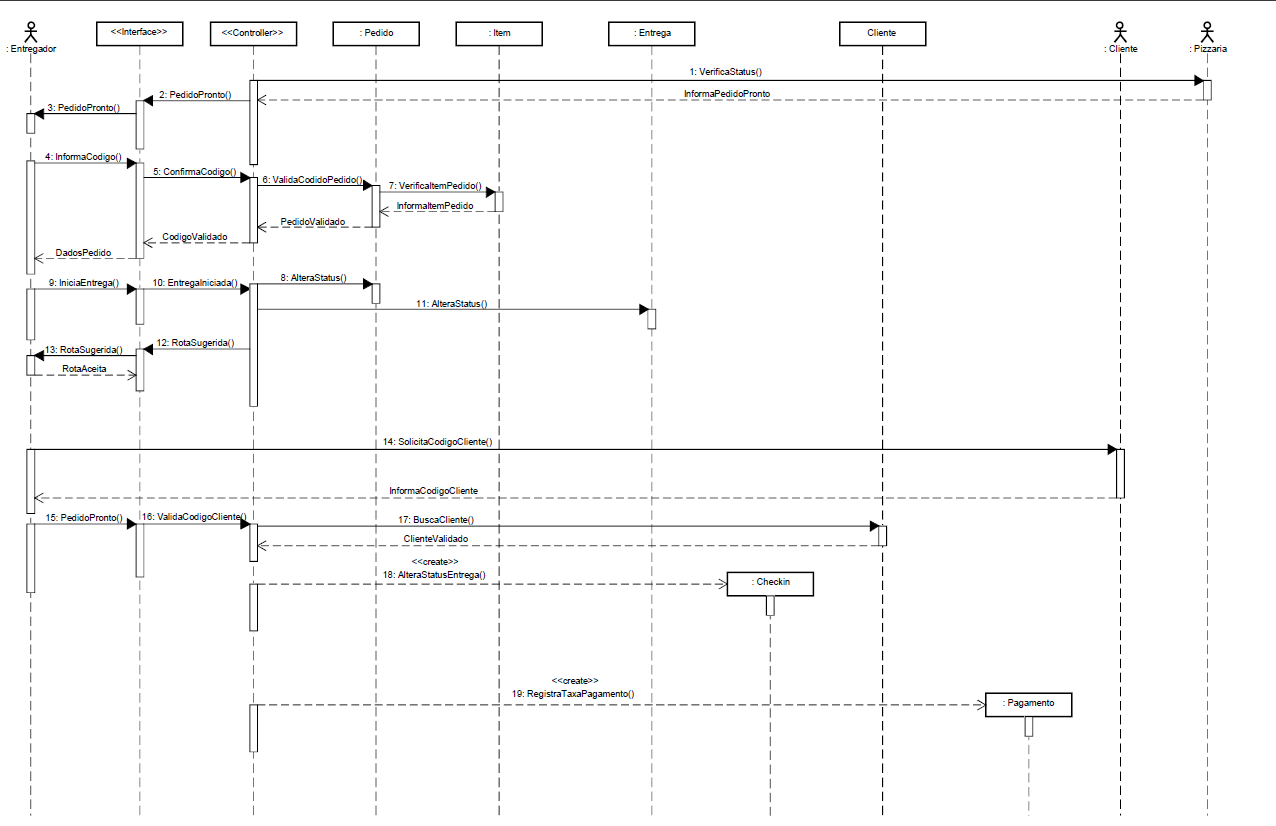 <<Interface>>
<<Controller>>
: Pedido
: Item
: Entrega
Cliente
: Entregador
: Cliente
: Pizzaria
1: VerificaStatus()
InformaPedidoPronto
2: PedidoPronto()
3: PedidoPronto()
4: InformaCodigo()
5: ConfirmaCodigo()
6: ValidaCodidoPedido()
7: VerificaItemPedido()
InformaItemPedido
PedidoValidado
CodigoValidado
DadosPedido
8: AlteraStatus()
9: IniciaEntrega()
10: EntregaIniciada()
11: AlteraStatus()
12: RotaSugerida()
13: RotaSugerida()
RotaAceita
14: SolicitaCodigoCliente()
InformaCodigoCliente
15: PedidoPronto()
16: ValidaCodigoCliente()
17: BuscaCliente()
ClienteValidado
<<create>>
18: AlteraStatusEntrega()
: Checkin
<<create>>
19: RegistraTaxaPagamento()
: Pagamento